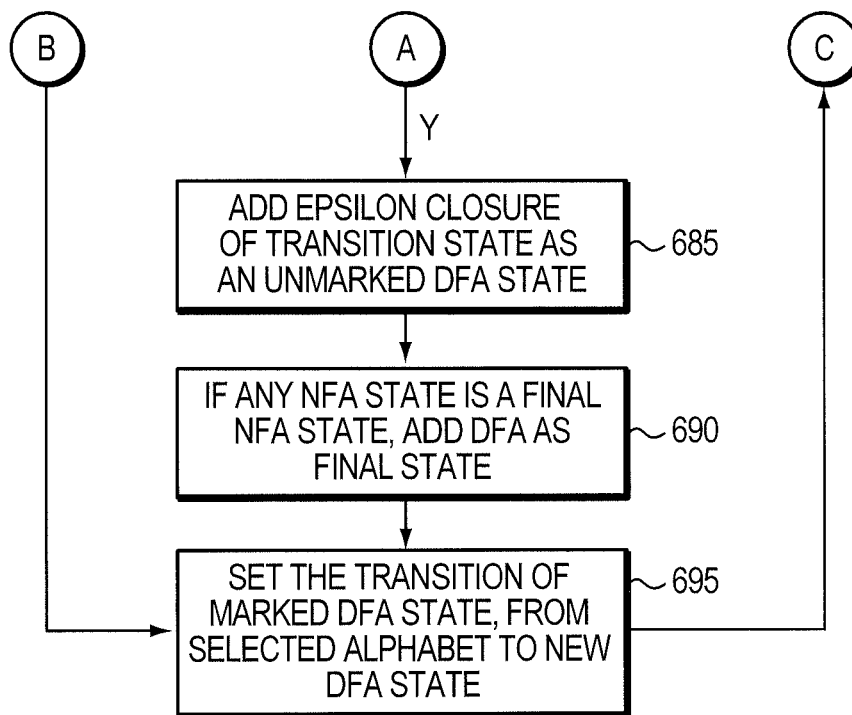 B
A
C
Y
ADD EPSILON CLOSURE
OF TRANSITION STATE AS
AN UNMARKED DFA STATE
685
IF ANY NFA STATE IS A FINAL
NFA STATE, ADD DFA AS
FINAL STATE
690
SET THE TRANSITION OF
MARKED DFA STATE, FROM
SELECTED ALPHABET TO NEW
DFA STATE
695